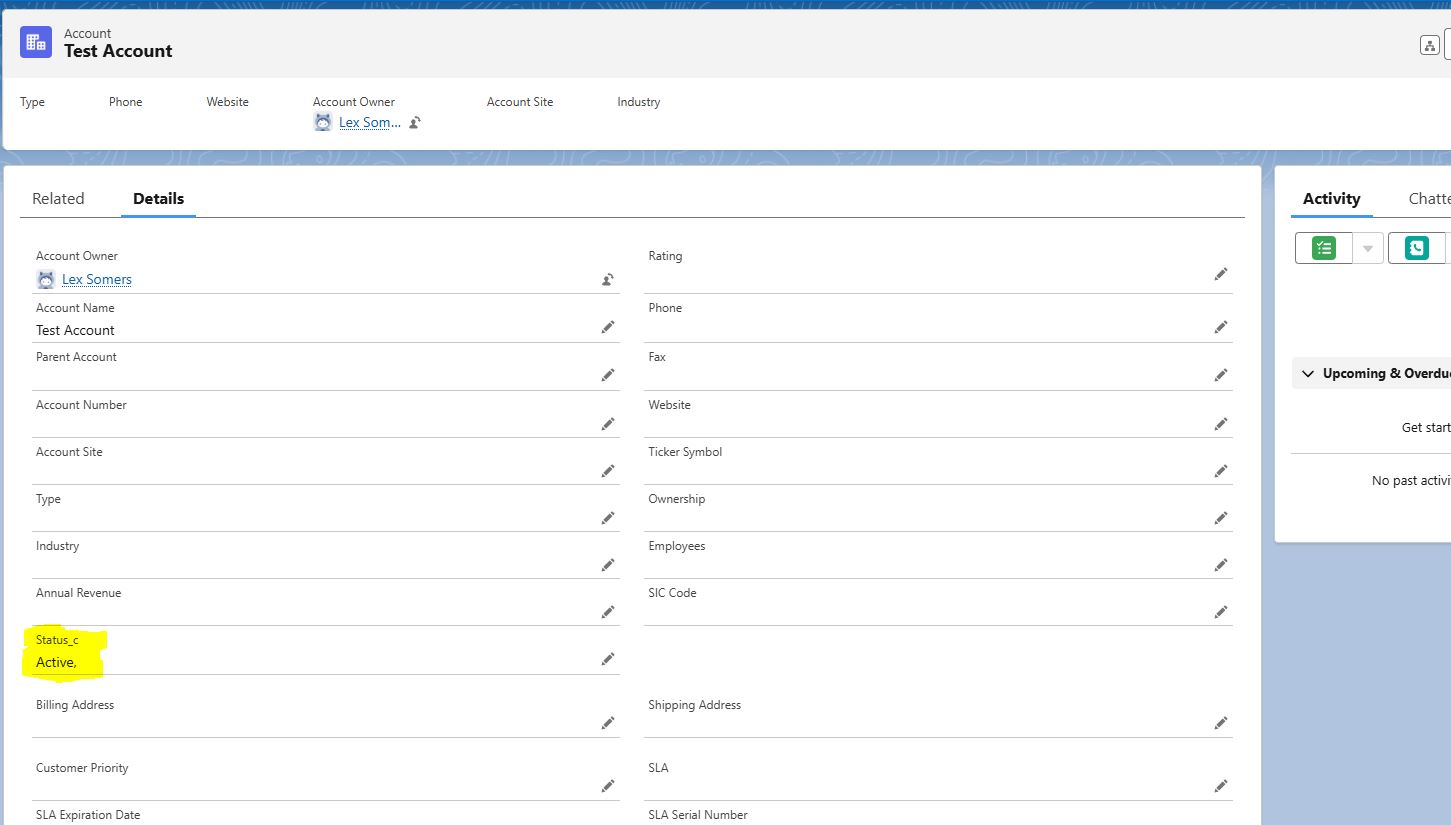 Account
Test Account
Type Phone Website Account Owner Account Site Industry
Lex Som...
Related Details
Account Owner
Lex Somers
Rating
Account Name
Test Account
Phone
Parent Account
Fax
Account Number
Website
Account Site
Ticker Symbol
Type
Ownership
Industry
Employees
Annual Revenue
SIC Code
Status_c
Active,
Billing Address
Shipping Address
Customer Priority
SLA
SLA Expiration Date
SLA Serial Number
Activity Chatte
Upcoming & Overdu
Get start
No past activi